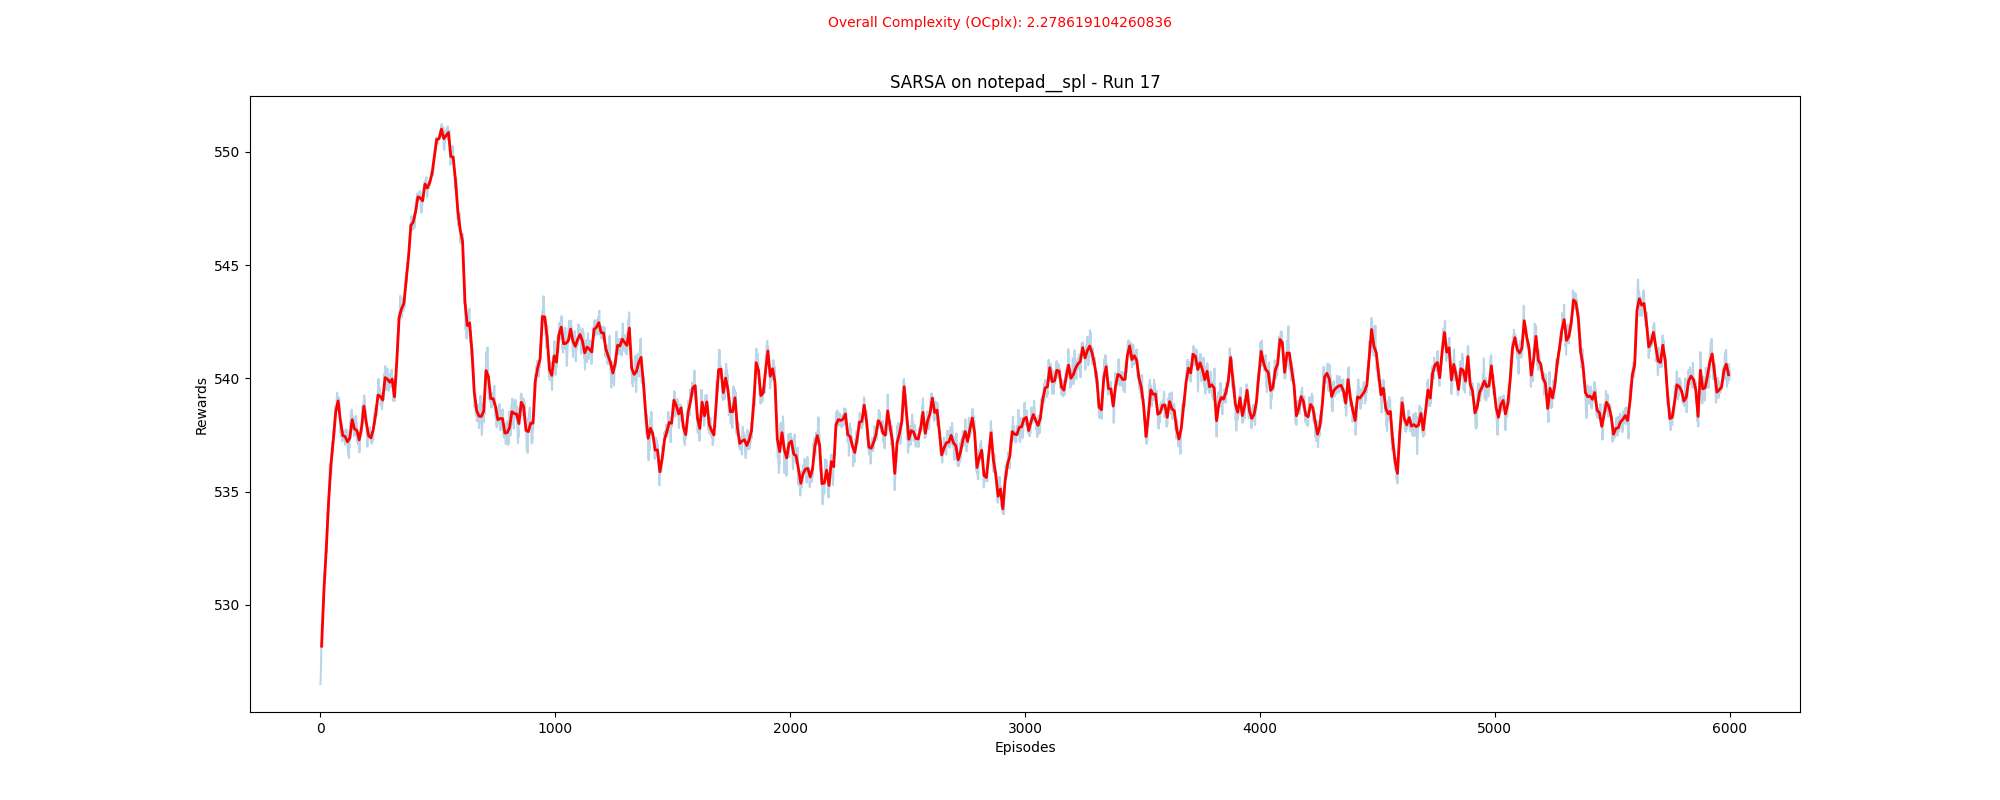 Overall Complexity (OCplx): 2.278619104260836
SARSA on notepad__spl - Run 17
550
545
540
535
530
Rewards
0 1000 2000 3000 4000 5000 6000
Episodes